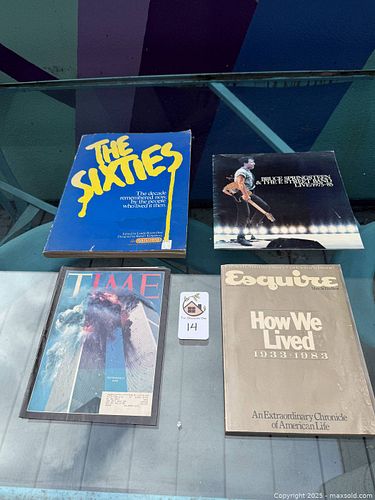 THE
SIXTIES
The decade
remembered now,
by the people
who lived it then.
BRUCE SPRINGSTEEN
& THE E STREET BAND
LIVE/1975-85
TIME
14
Esquire
How We
Lived
1933-1983
An Extraordinary Chronicle
of American Life
Copyright 2025 - maxsold.com